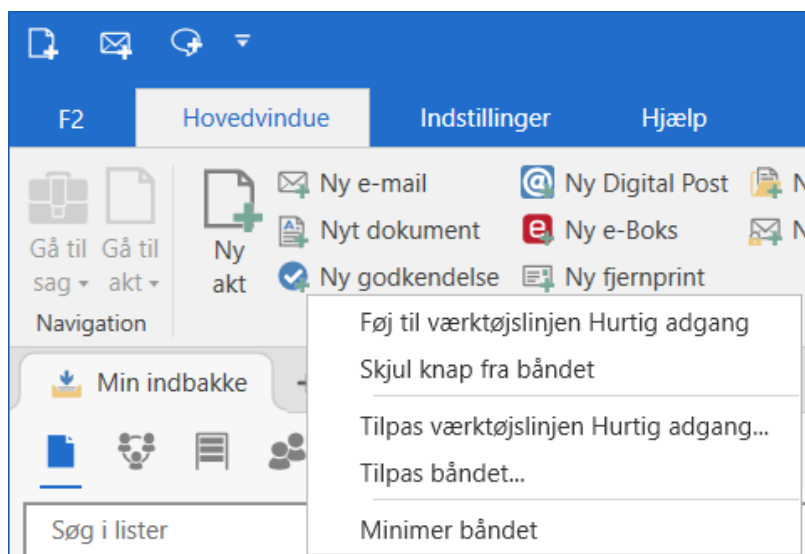 F2
Hovedvindue
Indstillinger
Hjælp
Gå til
sag
Gå til
akt
Navigation
Ny
akt
Ny e-mail
Nyt dokument
Ny godkendelse
Ny Digital Post
Ny e-Boks
Ny fjernprint
Føj til værktøjslinjen Hurtig adgang
Skjul knap fra båndet
Tilpas værktøjslinjen Hurtig adgang...
Tilpas båndet...
Minimer båndet
Min indbakke
Søg i lister